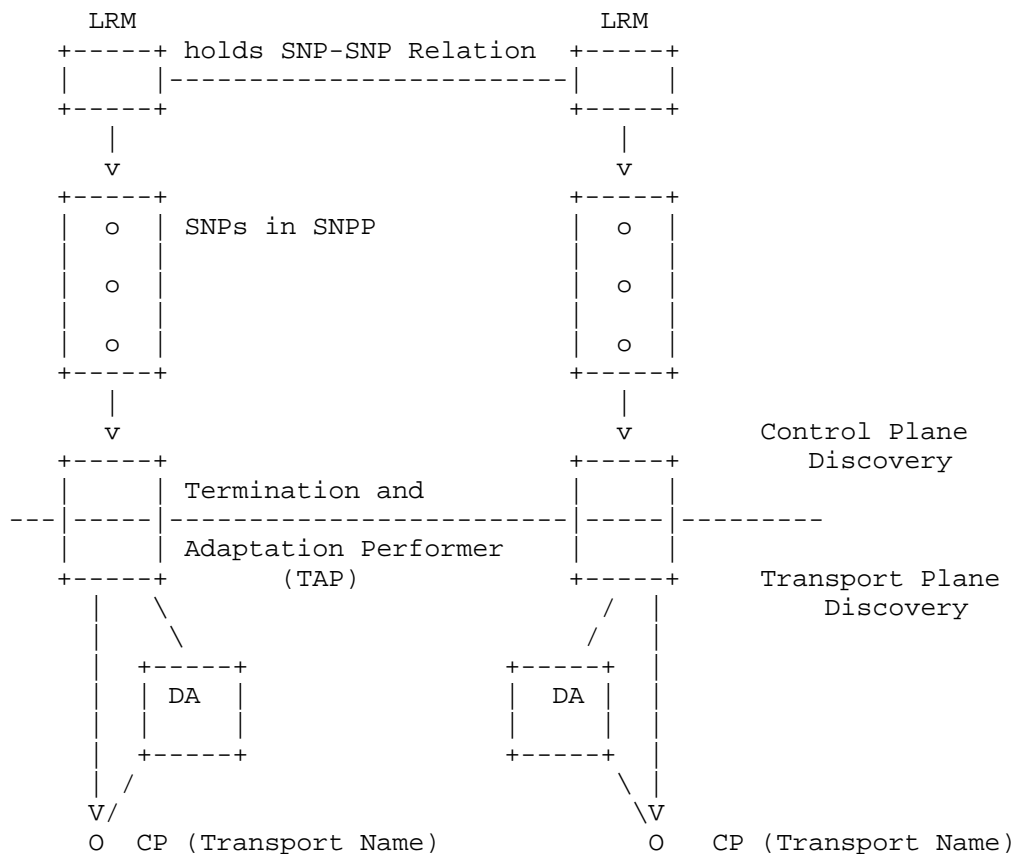 LRM LRM
holds SNP-SNP Relation
v v
o SNPs in SNPP o
o o
o o
v v Control Plane
Discovery
Termination and
Adaptation Performer
(TAP) Transport Plane
Discovery
DA DA
V V
O CP (Transport Name) O CP (Transport Name)